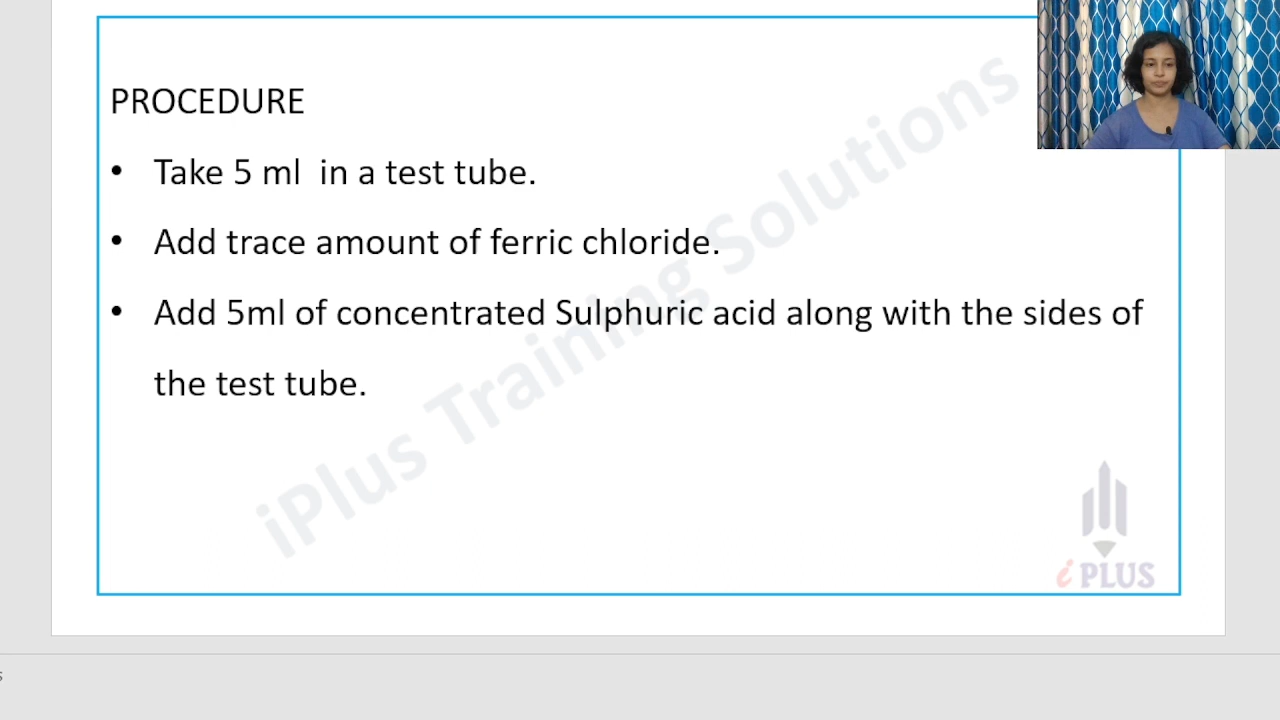 PROCEDURE
• Take 5 ml  in a test tube.
• Add trace amount of ferric chloride.
• Add 5ml of concentrated Sulphuric acid along with the sides of
the test tube.
iPlus Training Solutions
i PLUS
s